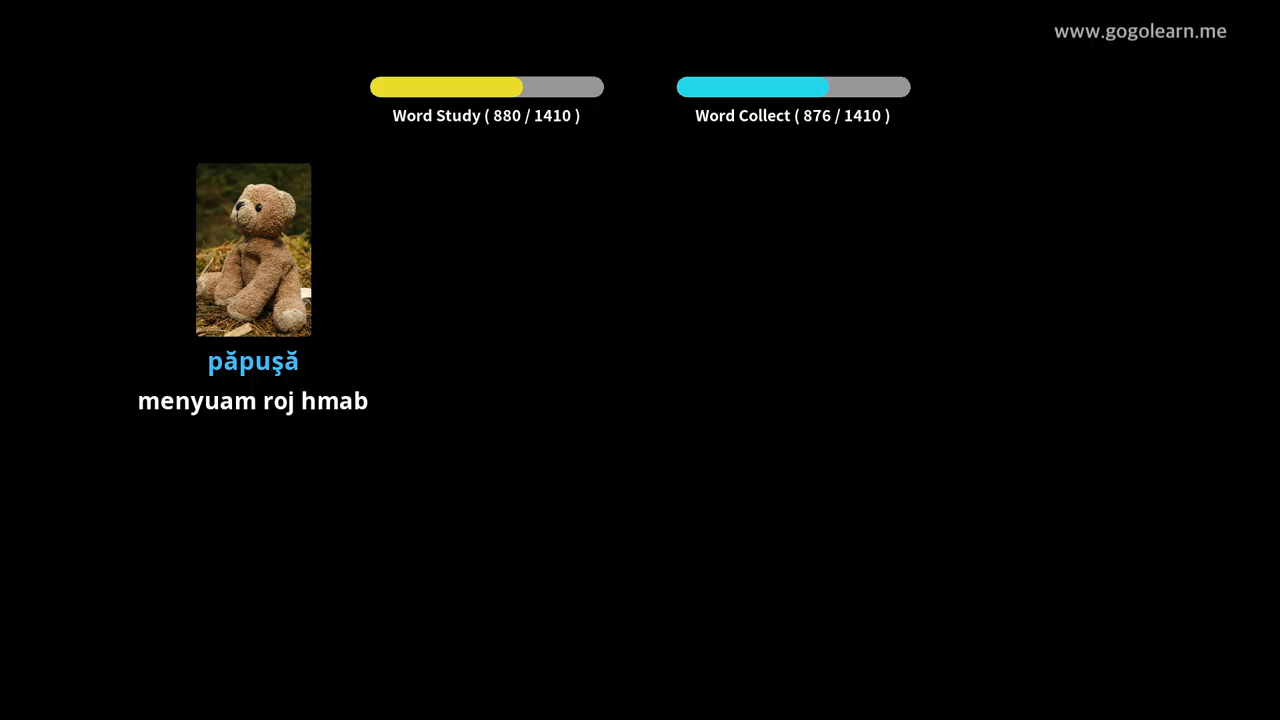 www.gogolearn.me
Word Study ( 880 / 1410 )
Word Collect ( 876 / 1410 )
păpuşă
menyuam roj hmab